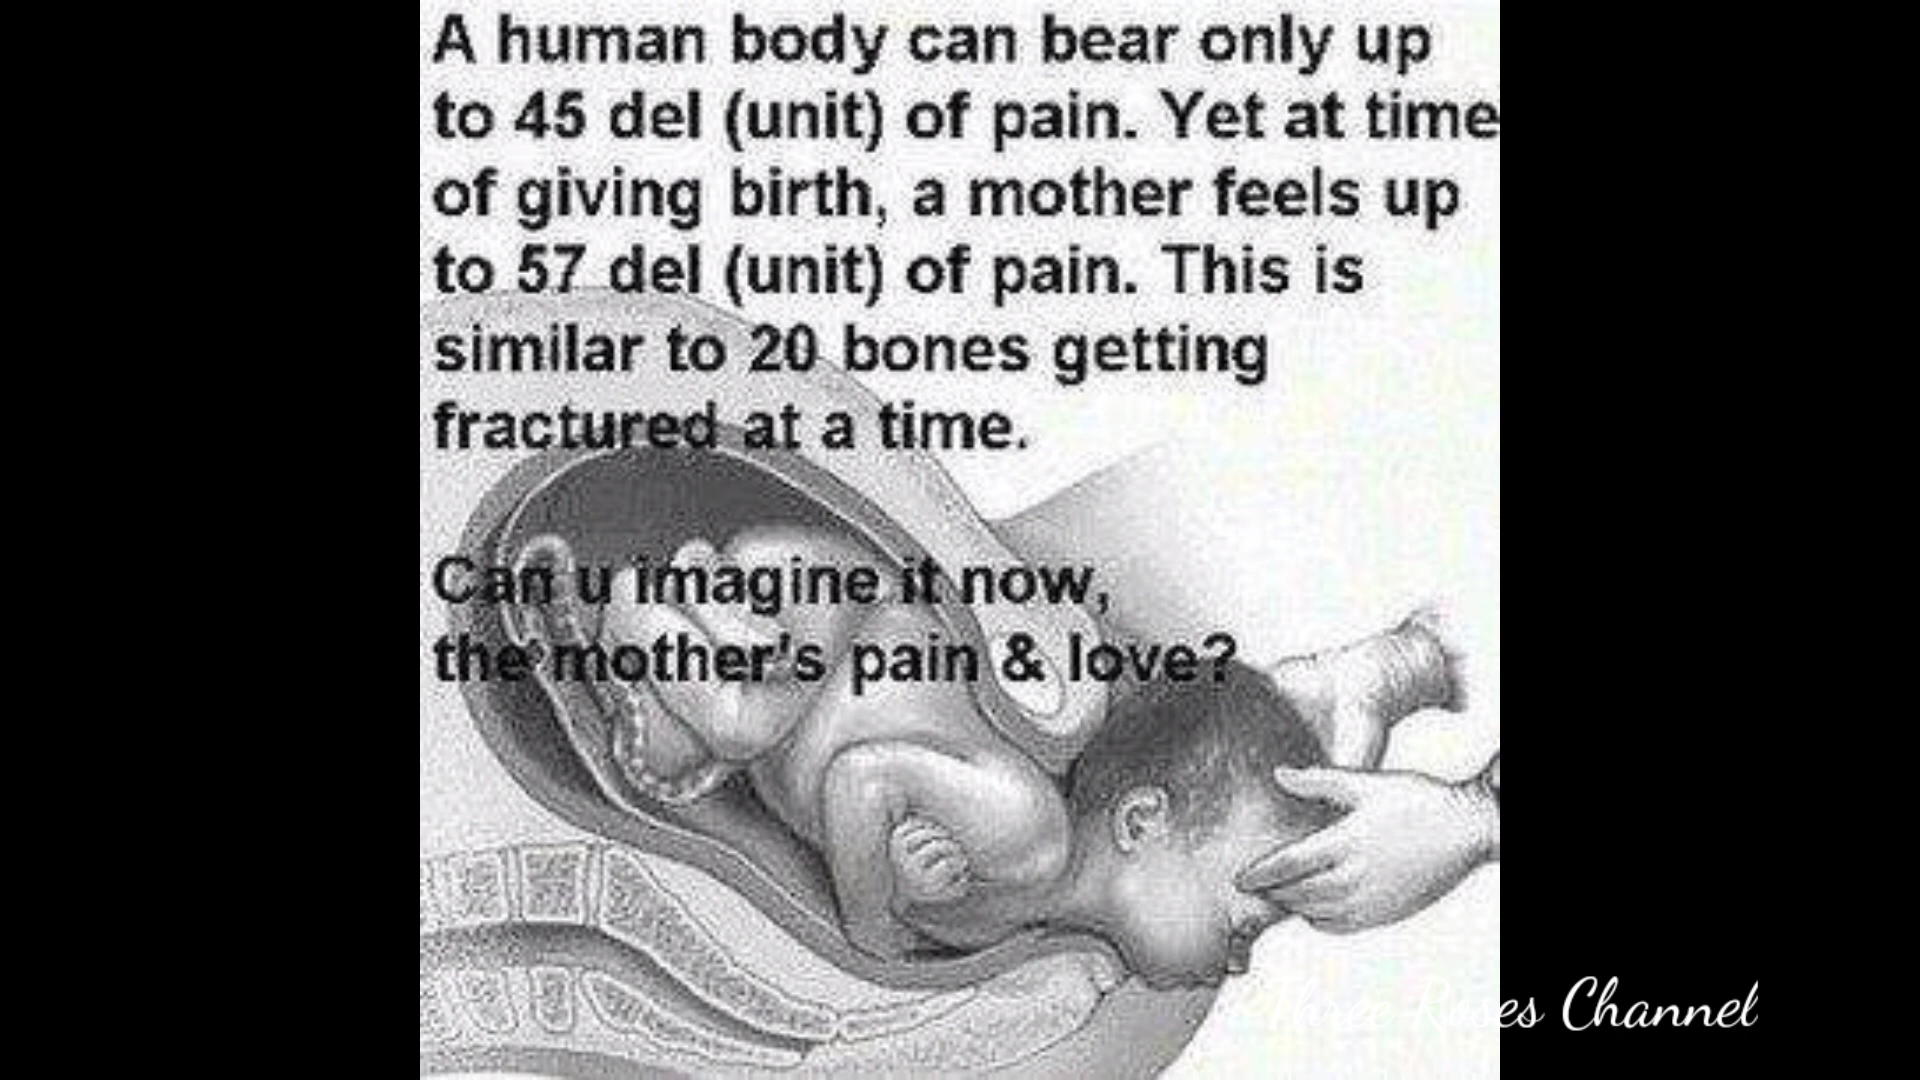 A human body can bear only up
to 45 del (unit) of pain. Yet at time
of giving birth, a mother feels up
to 57 del (unit) of pain. This is
similar to 20 bones getting
fractured at a time.
Can u imagine it now,
the mother's pain & love?
Three Roses Channel